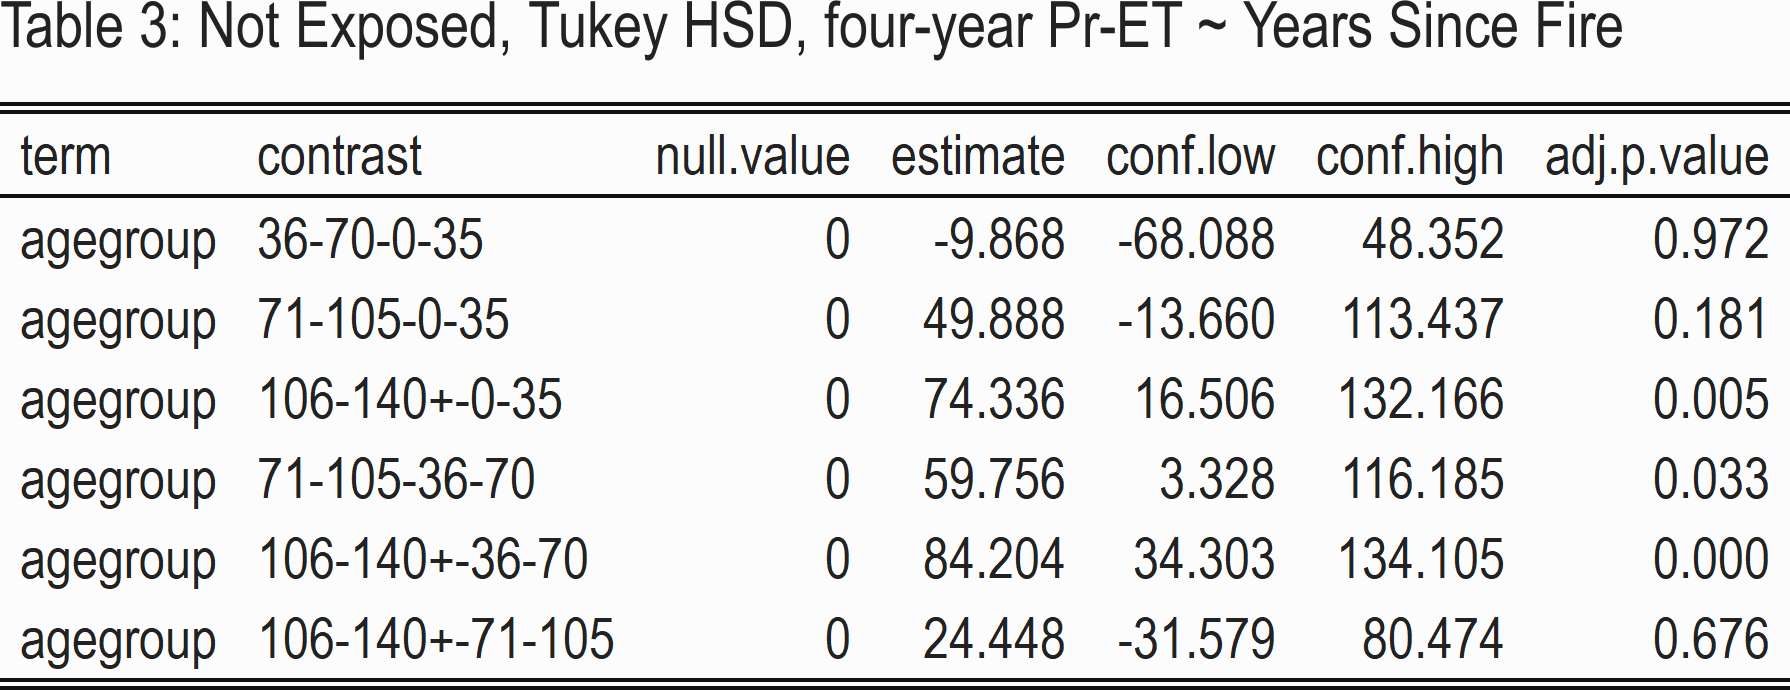 Table 3: Not Exposed, Tukey HSD, four-year Pr-ET ~ Years Since Fire
term contrast null.value estimate conf.low conf.high adj.p.value
agegroup 36-70-0-35 0 -9.868 -68.088 48.352 0.972
agegroup 71-105-0-35 0 49.888 -13.660 113.437 0.181
agegroup 106-140+-0-35 0 74.336 16.506 132.166 0.005
agegroup 71-105-36-70 0 59.756 3.328 116.185 0.033
agegroup 106-140+-36-70 0 84.204 34.303 134.105 0.000
agegroup 106-140+-71-105 0 24.448 -31.579 80.474 0.676